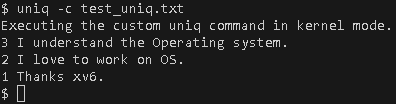 $ uniq -c test_uniq.txt
Executing the custom uniq command in kernel mode.
3 I understand the Operating system.
2 I love to work on OS.
1 Thanks xv6.
$